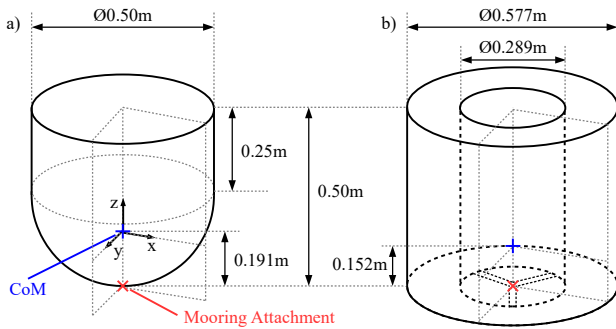 a)
Ø0.50m
b)
Ø0.577m
Ø0.289m
0.25m
0.50m
z
x
y
0.191m
0.152m
CoM
Mooring Attachment